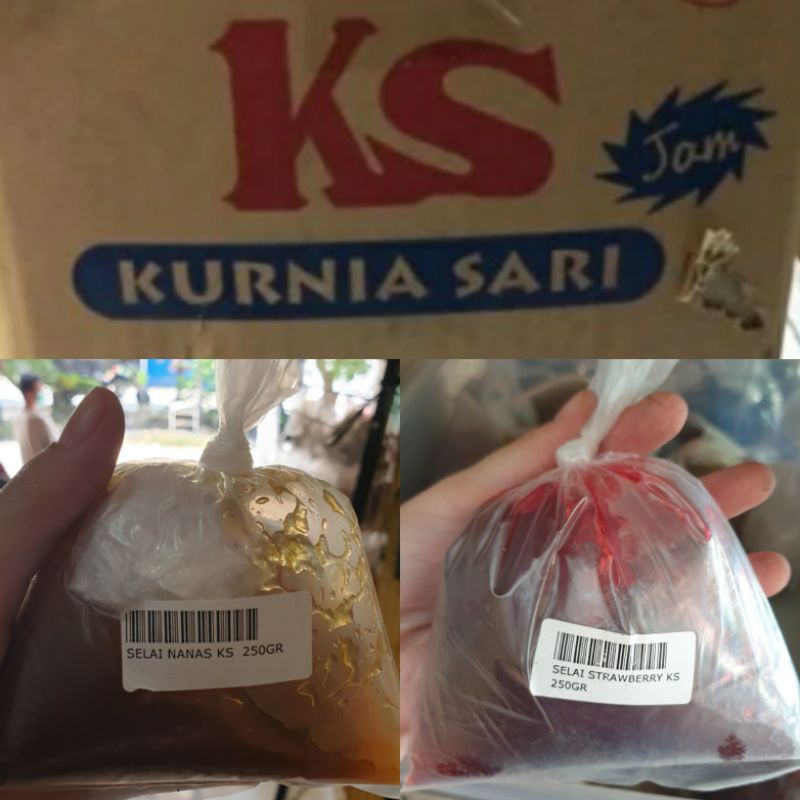 KS
Jam
KURNIA SARI
SELAI NANAS KS 250GR
SELAI STRAWBERRY KS
250GR